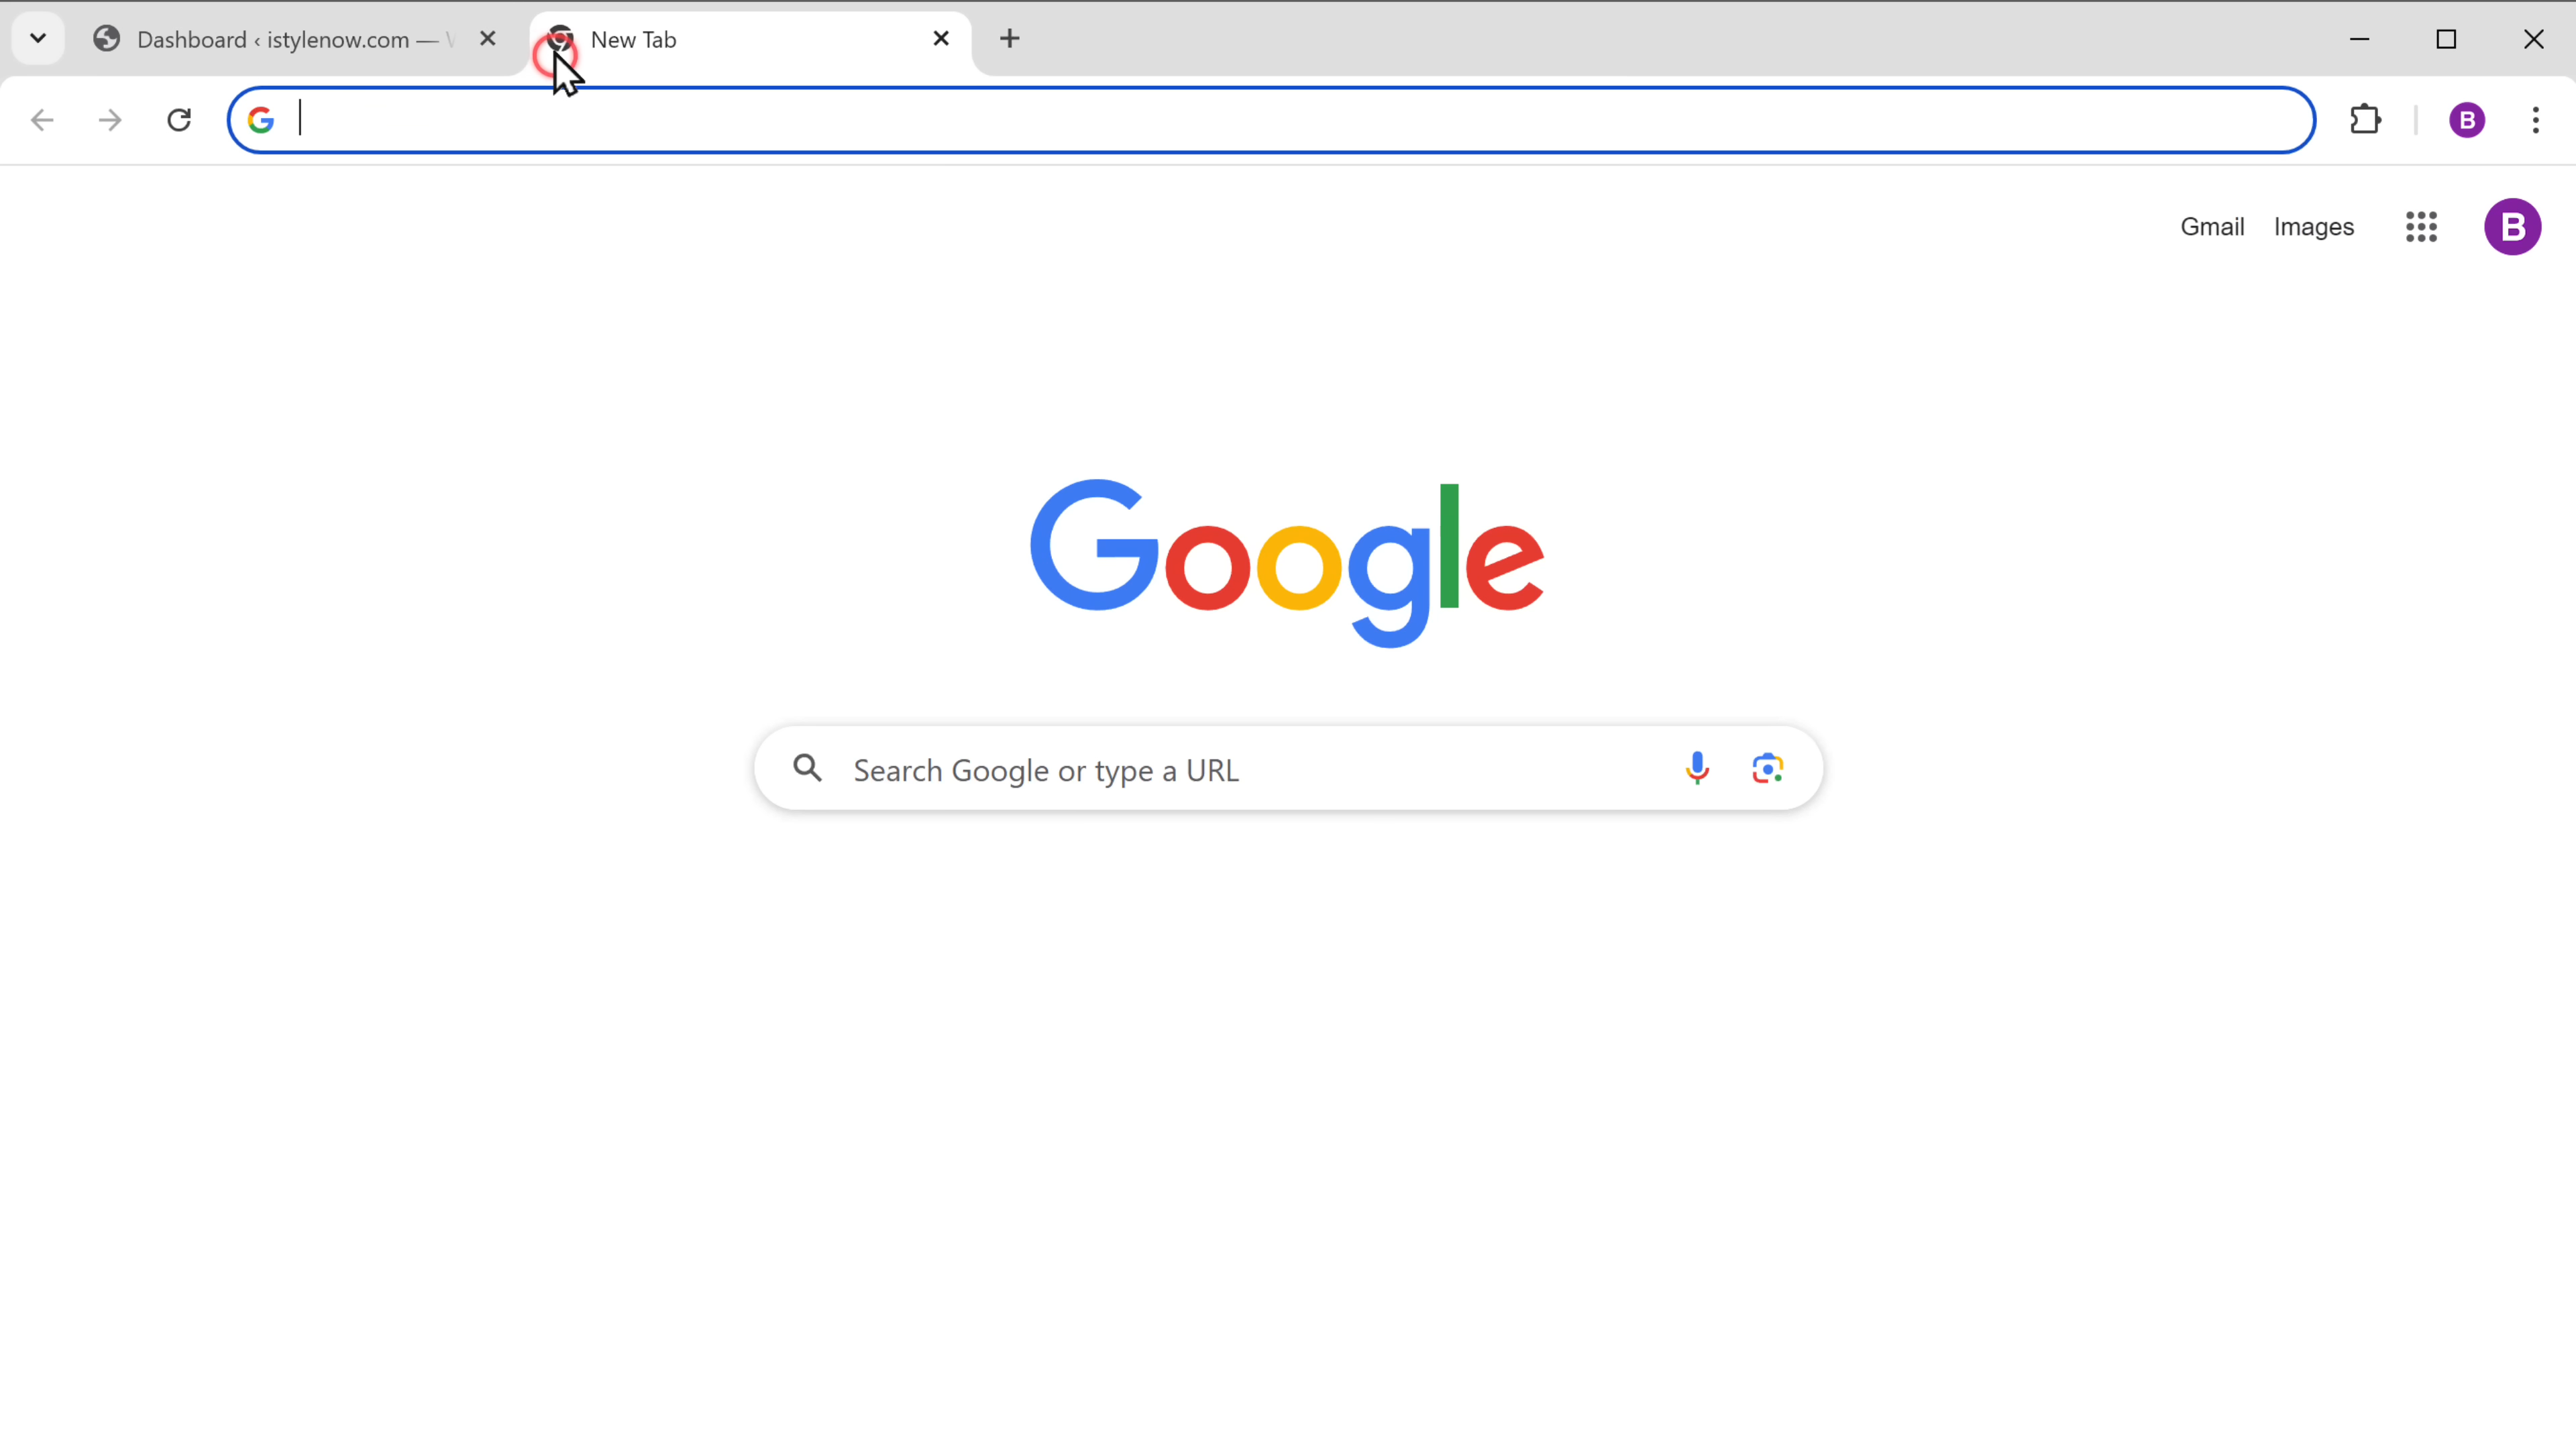 Dashboard ‹ istylenow.com —
New Tab
B
Gmail
Images
B
Google
Search Google or type a URL